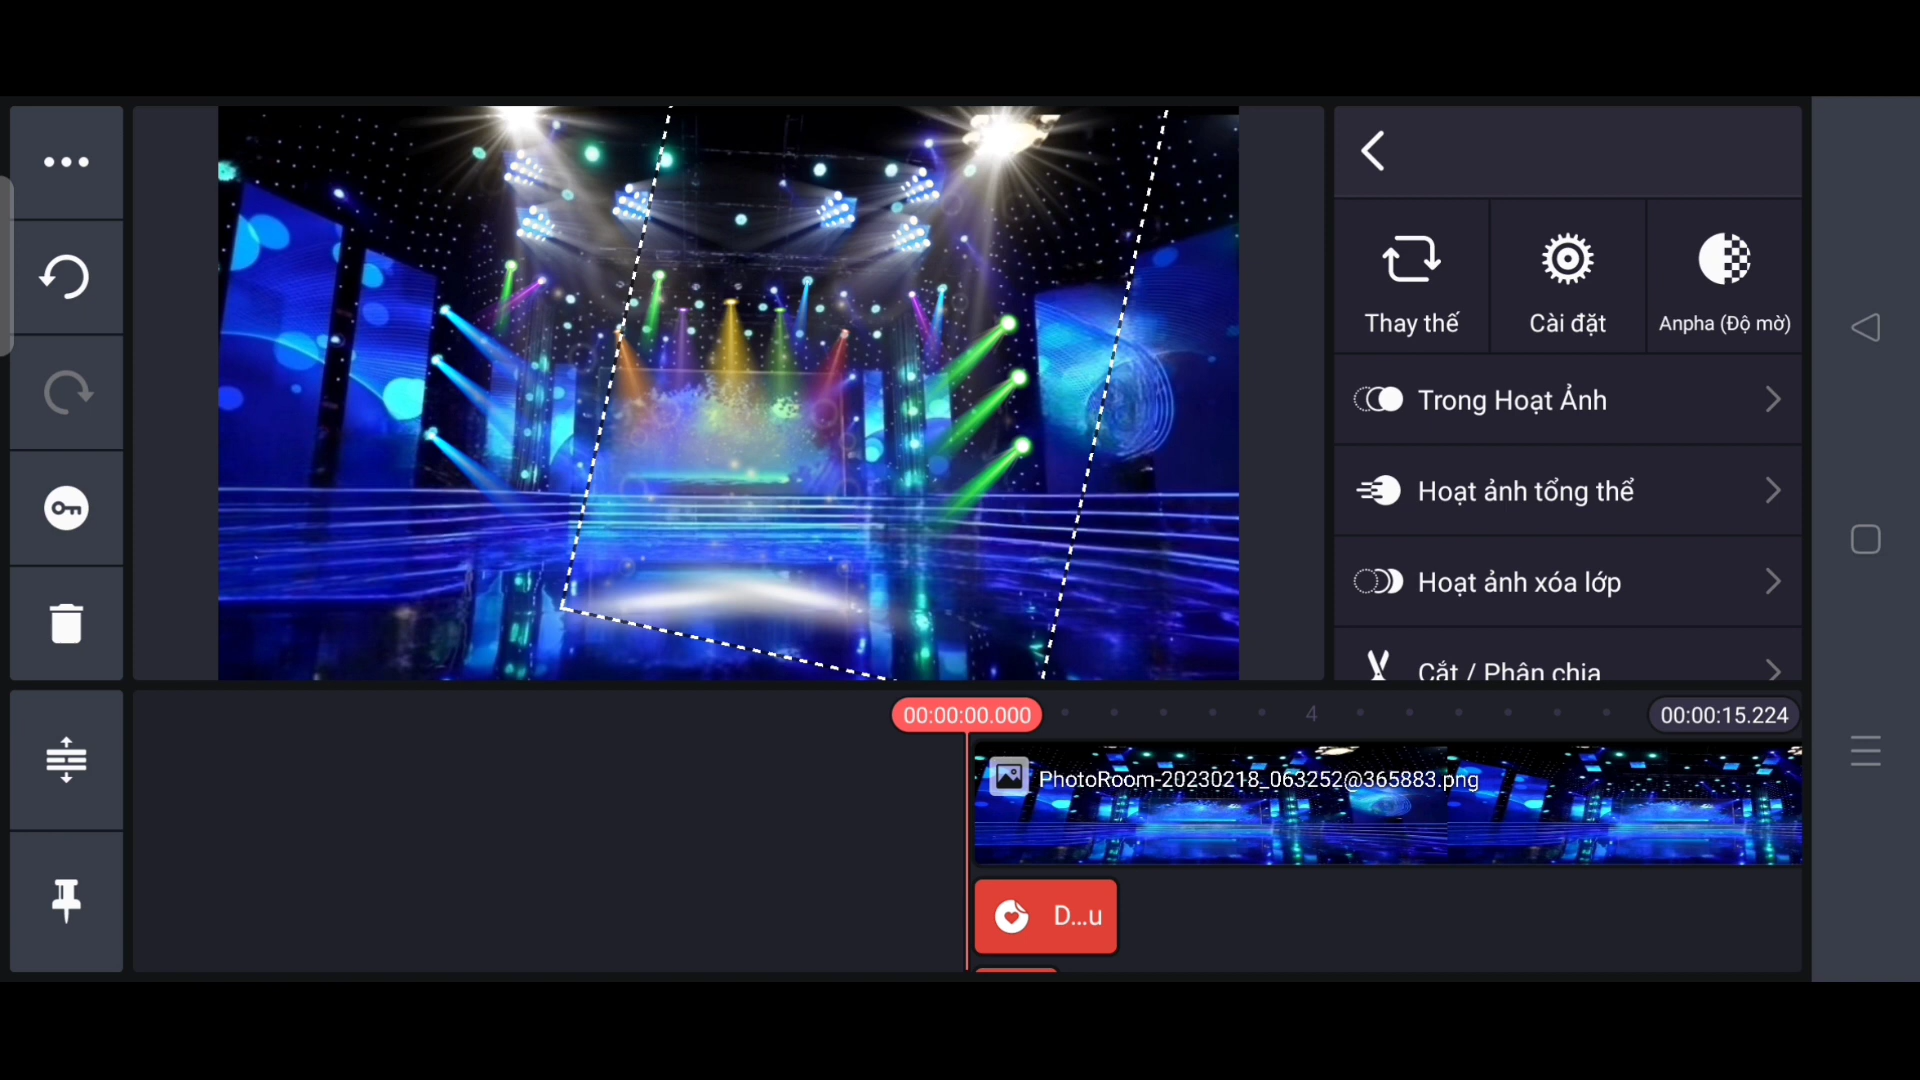 Thay thế
Cài đặt
Anpha (Độ mờ)
Trong Hoạt Ảnh
Hoạt ảnh tổng thể
Hoạt ảnh xóa lớp
Cắt / Phân chia
00:00:00.000
4
00:00:15.224
PhotoRoom-20230218_063252@365883.png
D...u